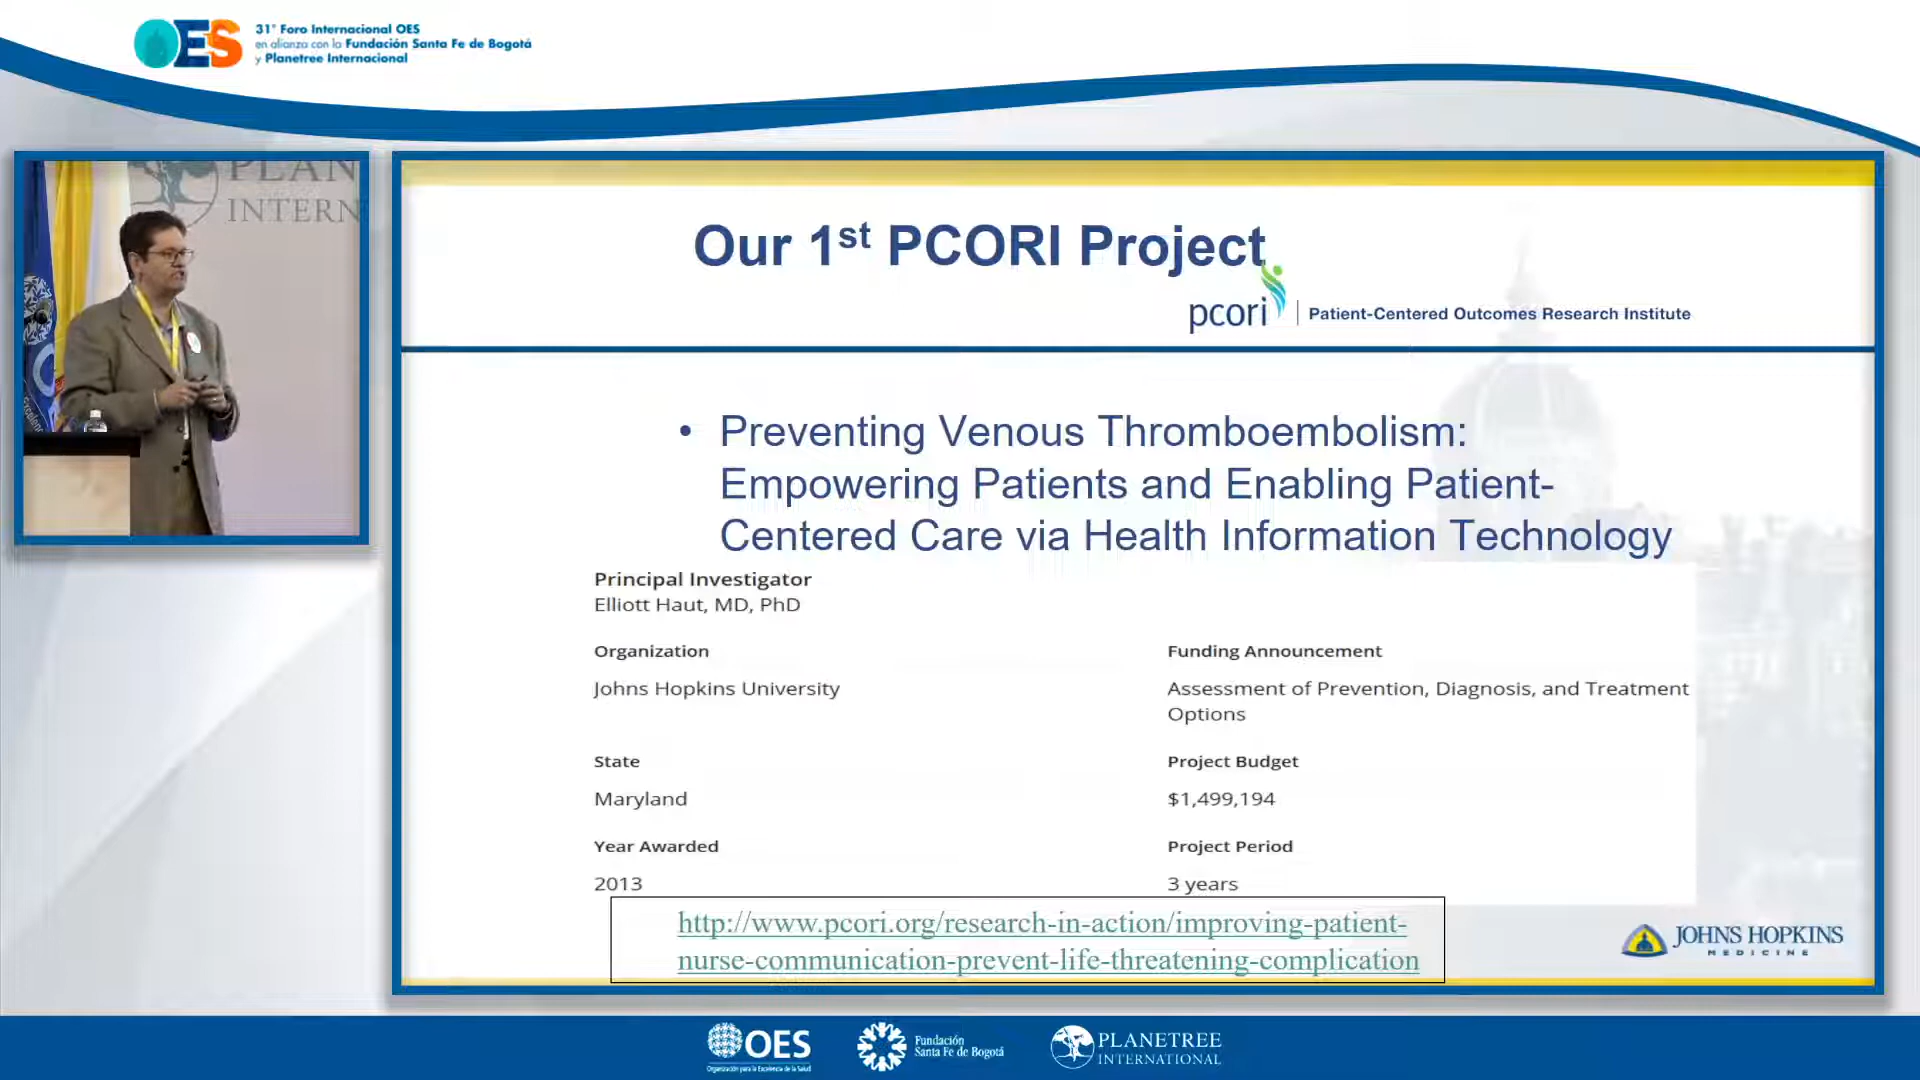 OES
31° Foro Internacional OES
en alianza con la Fundación Santa Fe de Bogotá
y Planetree Internacional
PLAN
INTERN
Our 1st PCORI Project
pcori | Patient-Centered Outcomes Research Institute
• Preventing Venous Thromboembolism:
Empowering Patients and Enabling Patient-
Centered Care via Health Information Technology
Principal Investigator
Elliott Haut, MD, PhD
Organization
Johns Hopkins University
Funding Announcement
Assessment of Prevention, Diagnosis, and Treatment
Options
State
Maryland
Project Budget
$1,499,194
Year Awarded
2013
Project Period
3 years
http://www.pcori.org/research-in-action/improving-patient-
nurse-communication-prevent-life-threatening-complication
JOHNS HOPKINS
MEDICINE
OES
Organización para la Excelencia de la Salud
Fundación
Santa Fe de Bogotá
PLANETREE
INTERNATIONAL